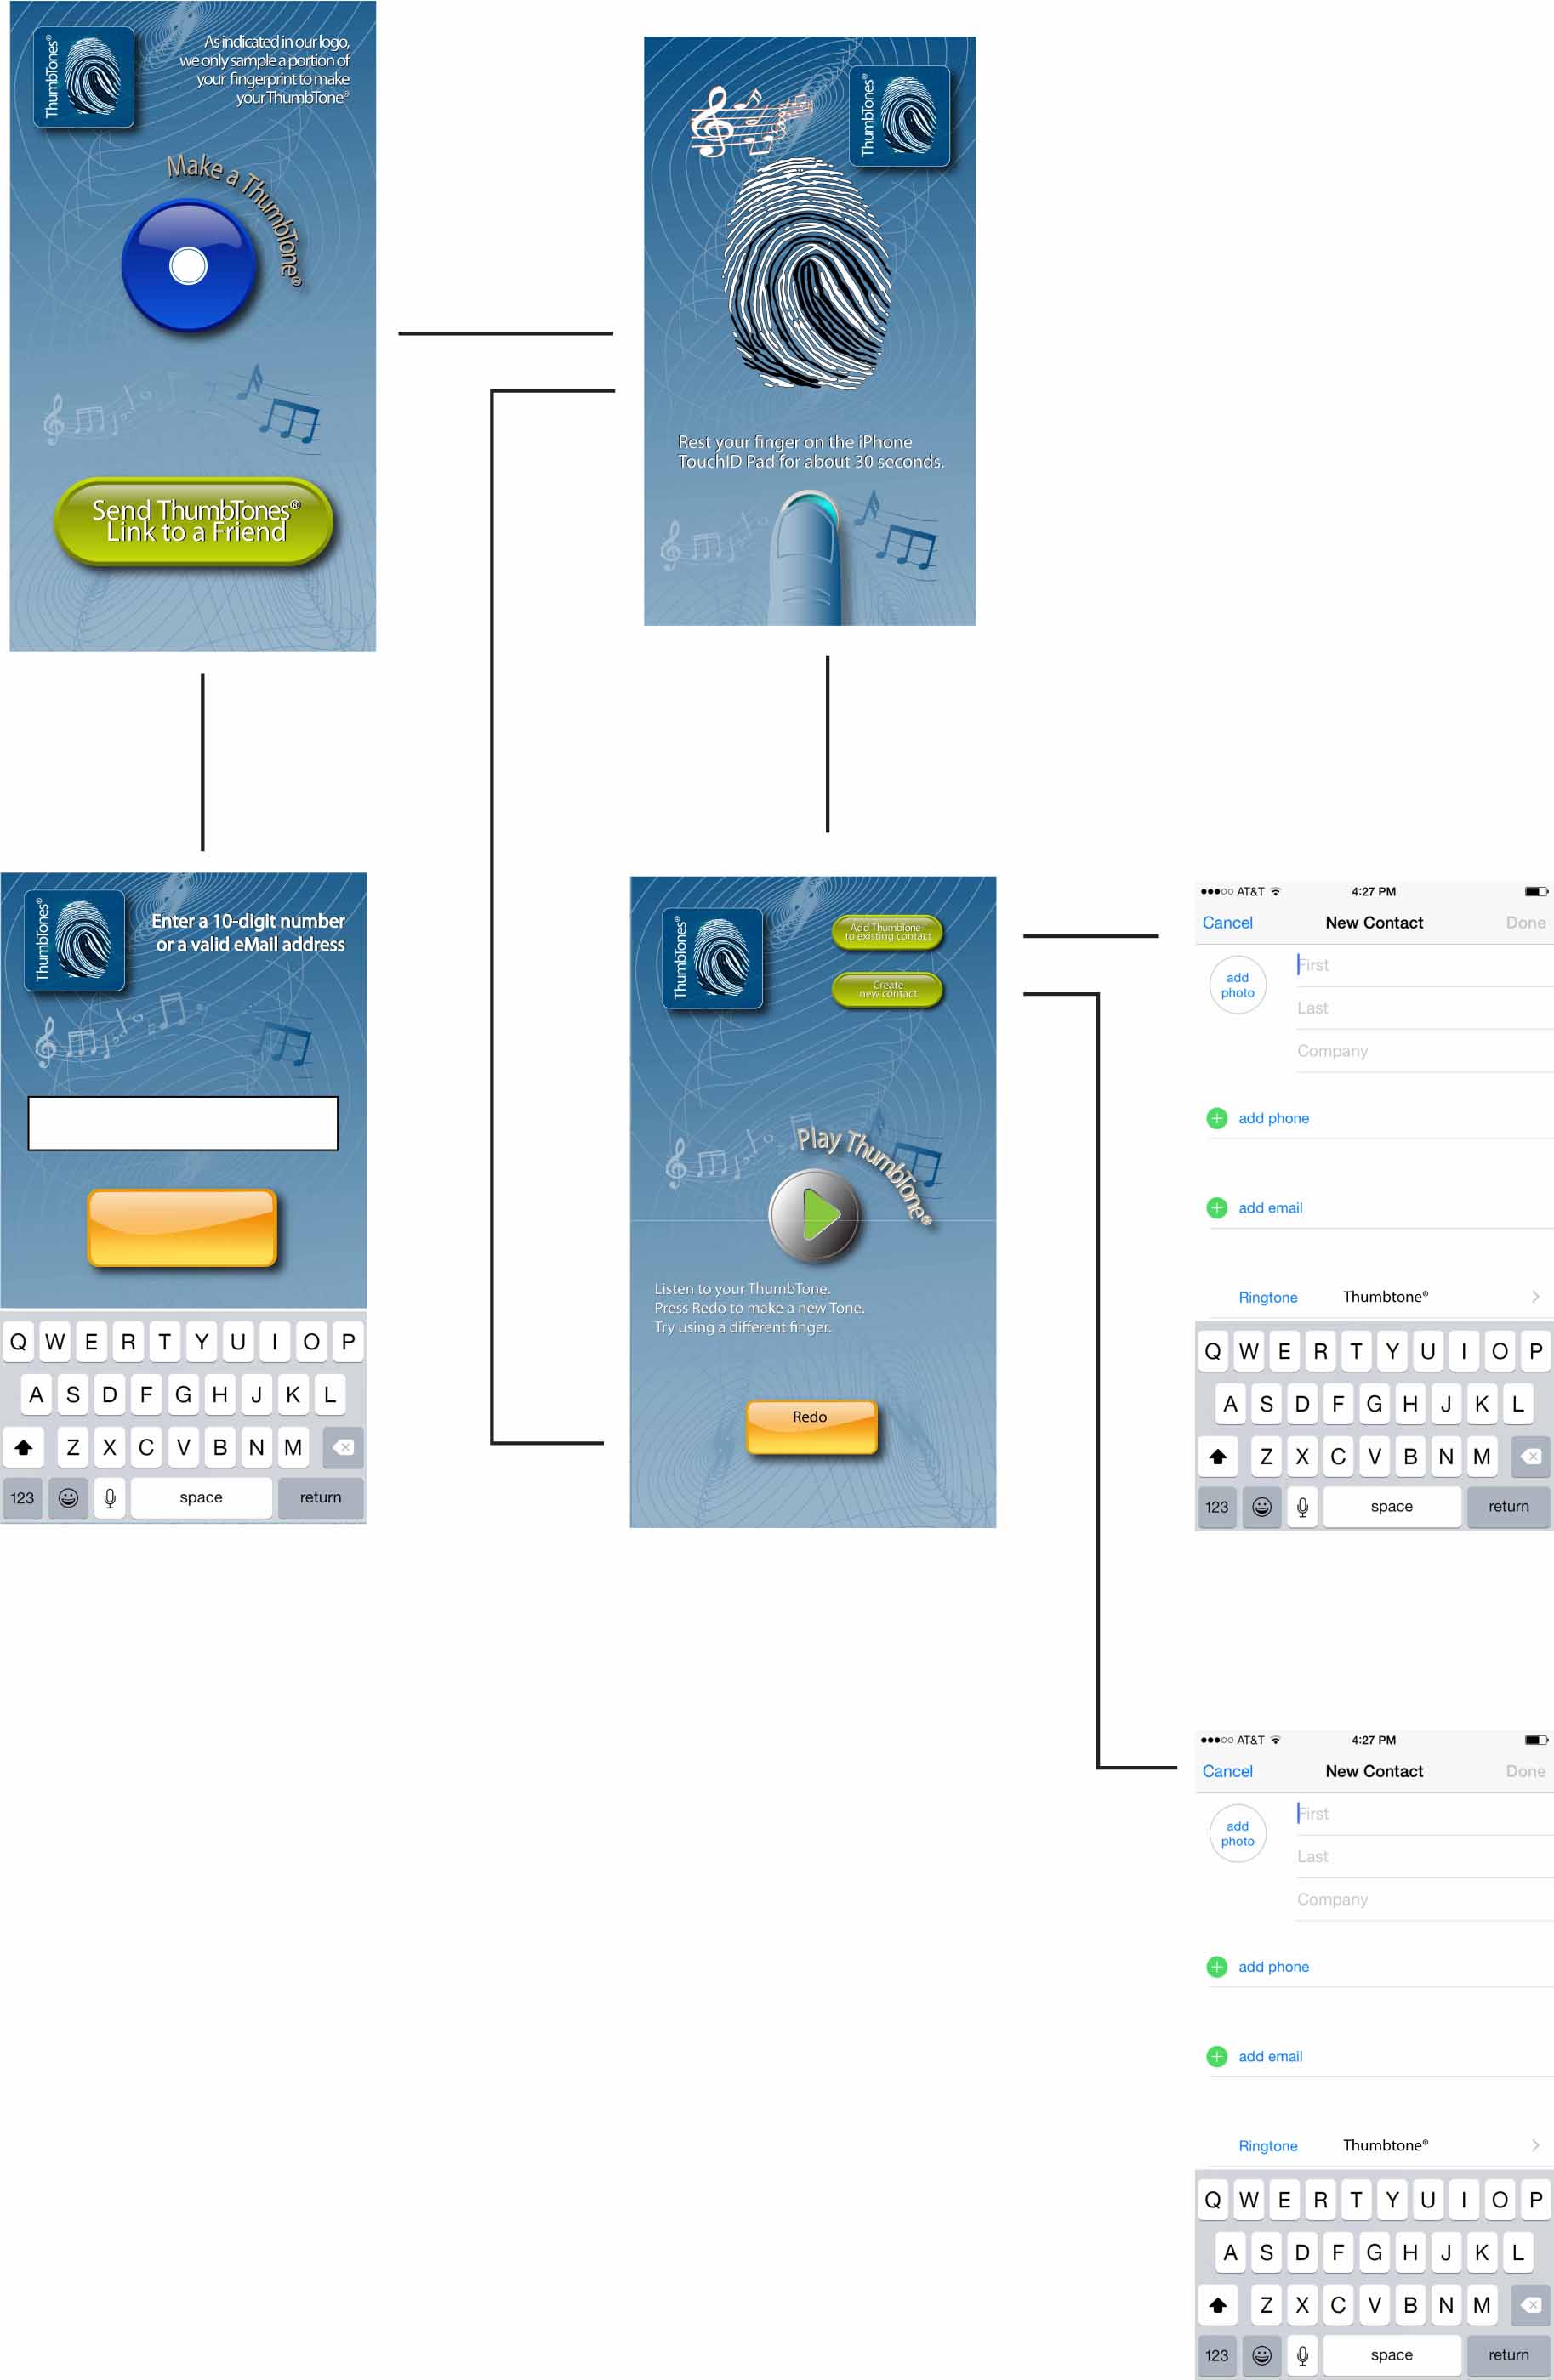 ThumbTones®
As indicated in our logo,
we only sample a portion of
your fingerprint to make
your ThumbTone®
Make a ThumbTone®
Send ThumbTones®
Link to a Friend
ThumbTones®
Rest your finger on the iPhone
TouchID Pad for about 30 seconds.
ThumbTones®
Enter a 10-digit number
or a valid eMail address
Q W E R T Y U I O P
A S D F G H J K L
Z X C V B N M
123 space return
ThumbTones®
Add ThumbTone
to existing contact
Create
new contact
Play ThumbTone®
Listen to your ThumbTone.
Press Redo to make a new Tone.
Try using a different finger.
Redo
AT&T 4:27 PM
Cancel New Contact Done
add
photo
First
Last
Company
add phone
add email
Ringtone Thumbtone®
Q W E R T Y U I O P
A S D F G H J K L
Z X C V B N M
123 space return
AT&T 4:27 PM
Cancel New Contact Done
add
photo
First
Last
Company
add phone
add email
Ringtone Thumbtone®
Q W E R T Y U I O P
A S D F G H J K L
Z X C V B N M
123 space return